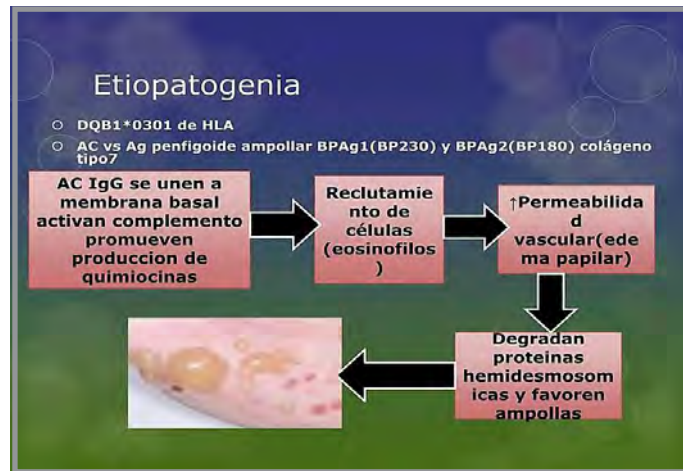 Etiopatogenia
DQB1*0301 de HLA
AC vs Ag penfigoide ampollar BPAg1(BP230) y BPAg2(BP180) colágeno
tipo7
AC IgG se unen a
membrana basal
activan complemento
promueven
produccion de
quimiocinas
Reclutamie
nto de
células
(eosinofilos
)
↑Permeabilida
d
vascular(ede
ma papilar)
Degradan
proteinas
hemidesmosom
icas y favoren
ampollas